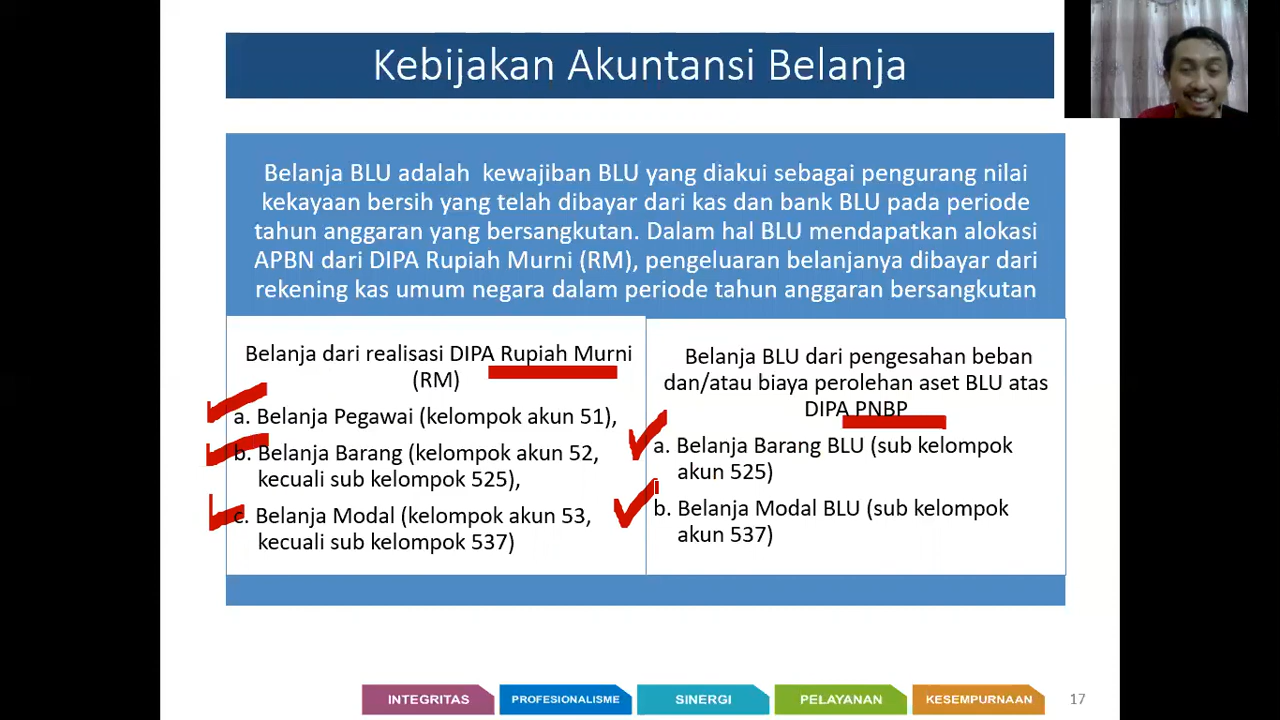 Kebijakan Akuntansi Belanja
Belanja BLU adalah kewajiban BLU yang diakui sebagai pengurang nilai
kekayaan bersih yang telah dibayar dari kas dan bank BLU pada periode
tahun anggaran yang bersangkutan. Dalam hal BLU mendapatkan alokasi
APBN dari DIPA Rupiah Murni (RM), pengeluaran belanjanya dibayar dari
rekening kas umum negara dalam periode tahun anggaran bersangkutan
Belanja dari realisasi DIPA Rupiah Murni
(RM)
a. Belanja Pegawai (kelompok akun 51),
b. Belanja Barang (kelompok akun 52,
kecuali sub kelompok 525),
c. Belanja Modal (kelompok akun 53,
kecuali sub kelompok 537)
Belanja BLU dari pengesahan beban
dan/atau biaya perolehan aset BLU atas
DIPA PNBP
a. Belanja Barang BLU (sub kelompok
akun 525)
b. Belanja Modal BLU (sub kelompok
akun 537)
INTEGRITAS
PROFESIONALISME
SINERGI
PELAYANAN
KESEMPURNAAN
17